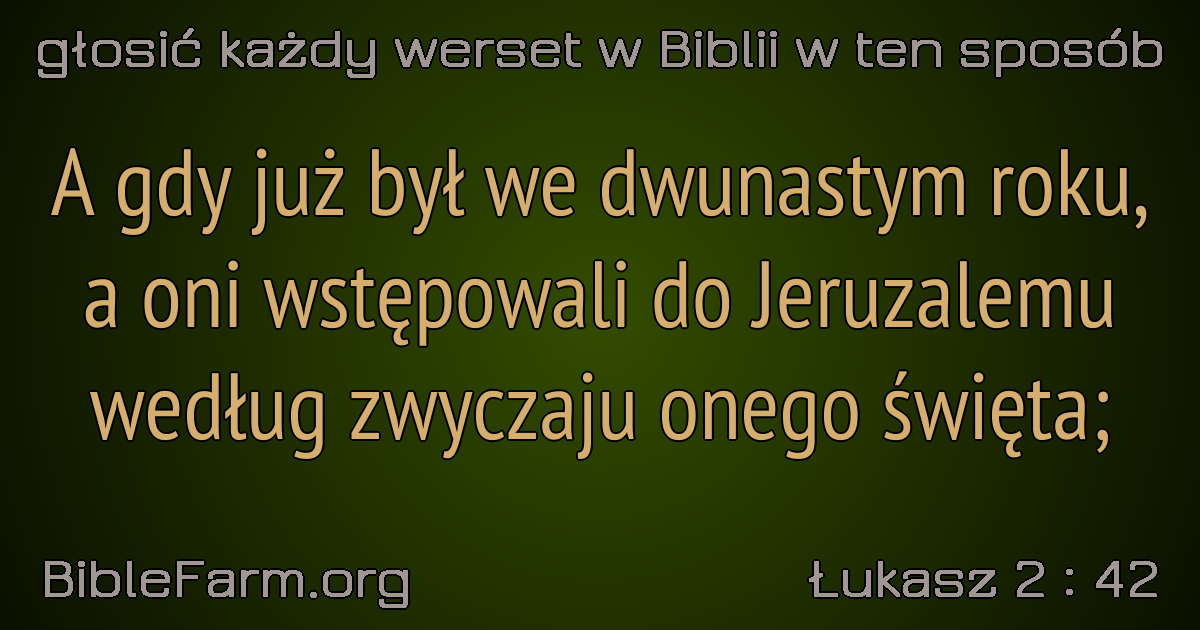 głosić każdy werset w Biblii w ten sposób
A gdy już był we dwunastym roku,
a oni wstępowali do Jeruzalemu
według zwyczaju onego święta;
BibleFarm.org
Łukasz 2 : 42